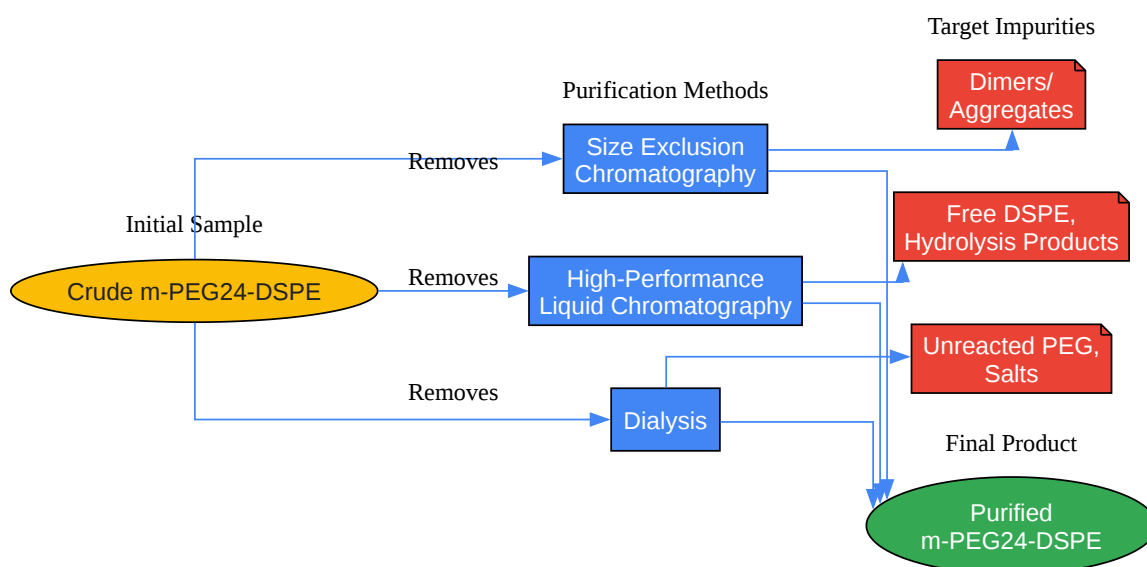 Target Impurities
Dimers/
Aggregates
Purification Methods
Size Exclusion
Chromatography
Removes
Free DSPE,
Hydrolysis Products
Initial Sample
Crude m-PEG24-DSPE
Removes
High-Performance
Liquid Chromatography
Unreacted PEG,
Salts
Removes
Dialysis
Final Product
Purified
m-PEG24-DSPE